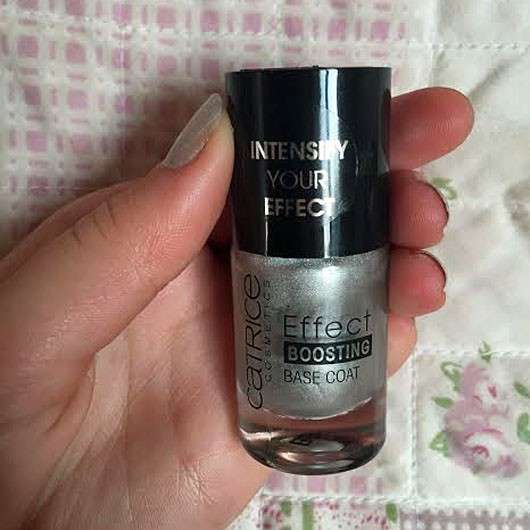 INTENSIFY
YOUR
EFFECT
CATRICE
COSMETICS
Effect
BOOSTING
BASE COAT